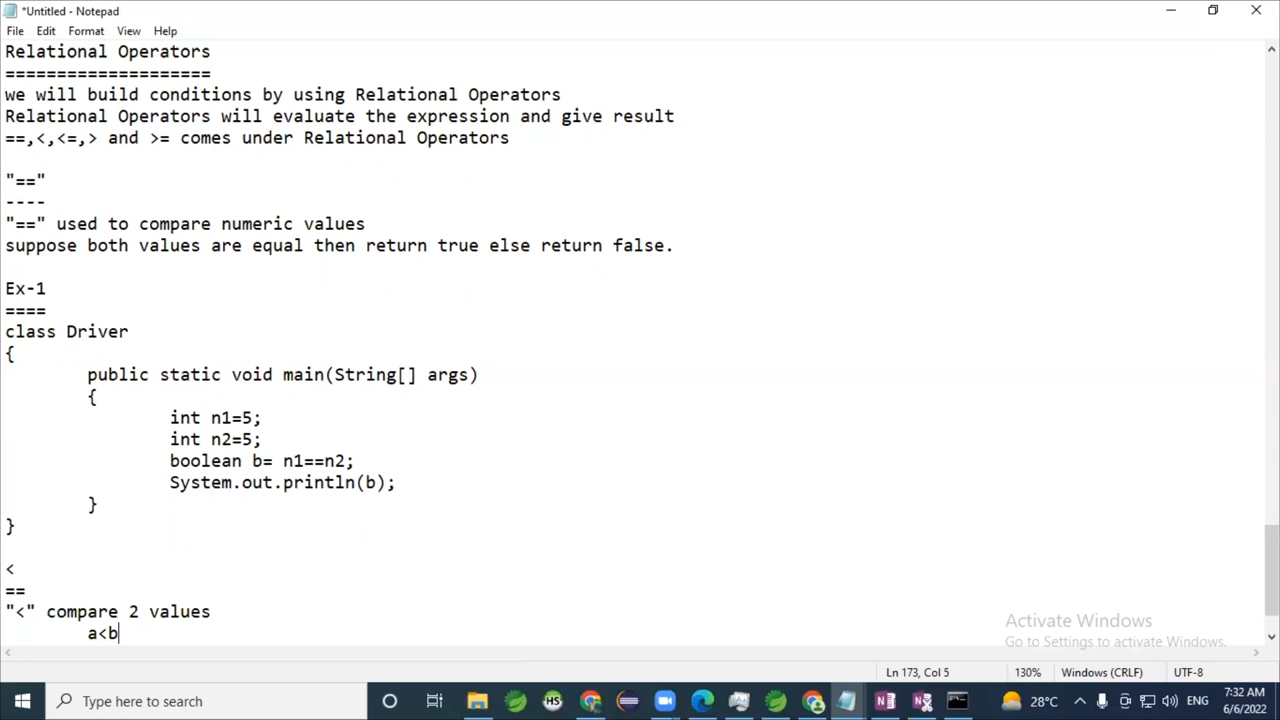 *Untitled - Notepad
File Edit Format View Help
Relational Operators
====================
we will build conditions by using Relational Operators
Relational Operators will evaluate the expression and give result
==,<,<=,> and >= comes under Relational Operators
"=="
----
"==" used to compare numeric values
suppose both values are equal then return true else return false.
Ex-1
====
class Driver
{
public static void main(String[] args)
{
int n1=5;
int n2=5;
boolean b= n1==n2;
System.out.println(b);
}
}
<
==
"<" compare 2 values
a<b
Activate Windows
Go to Settings to activate Windows.
Ln 173, Col 5 130% Windows (CRLF) UTF-8
Type here to search HS 28°C ENG 7:32 AM
6/6/2022